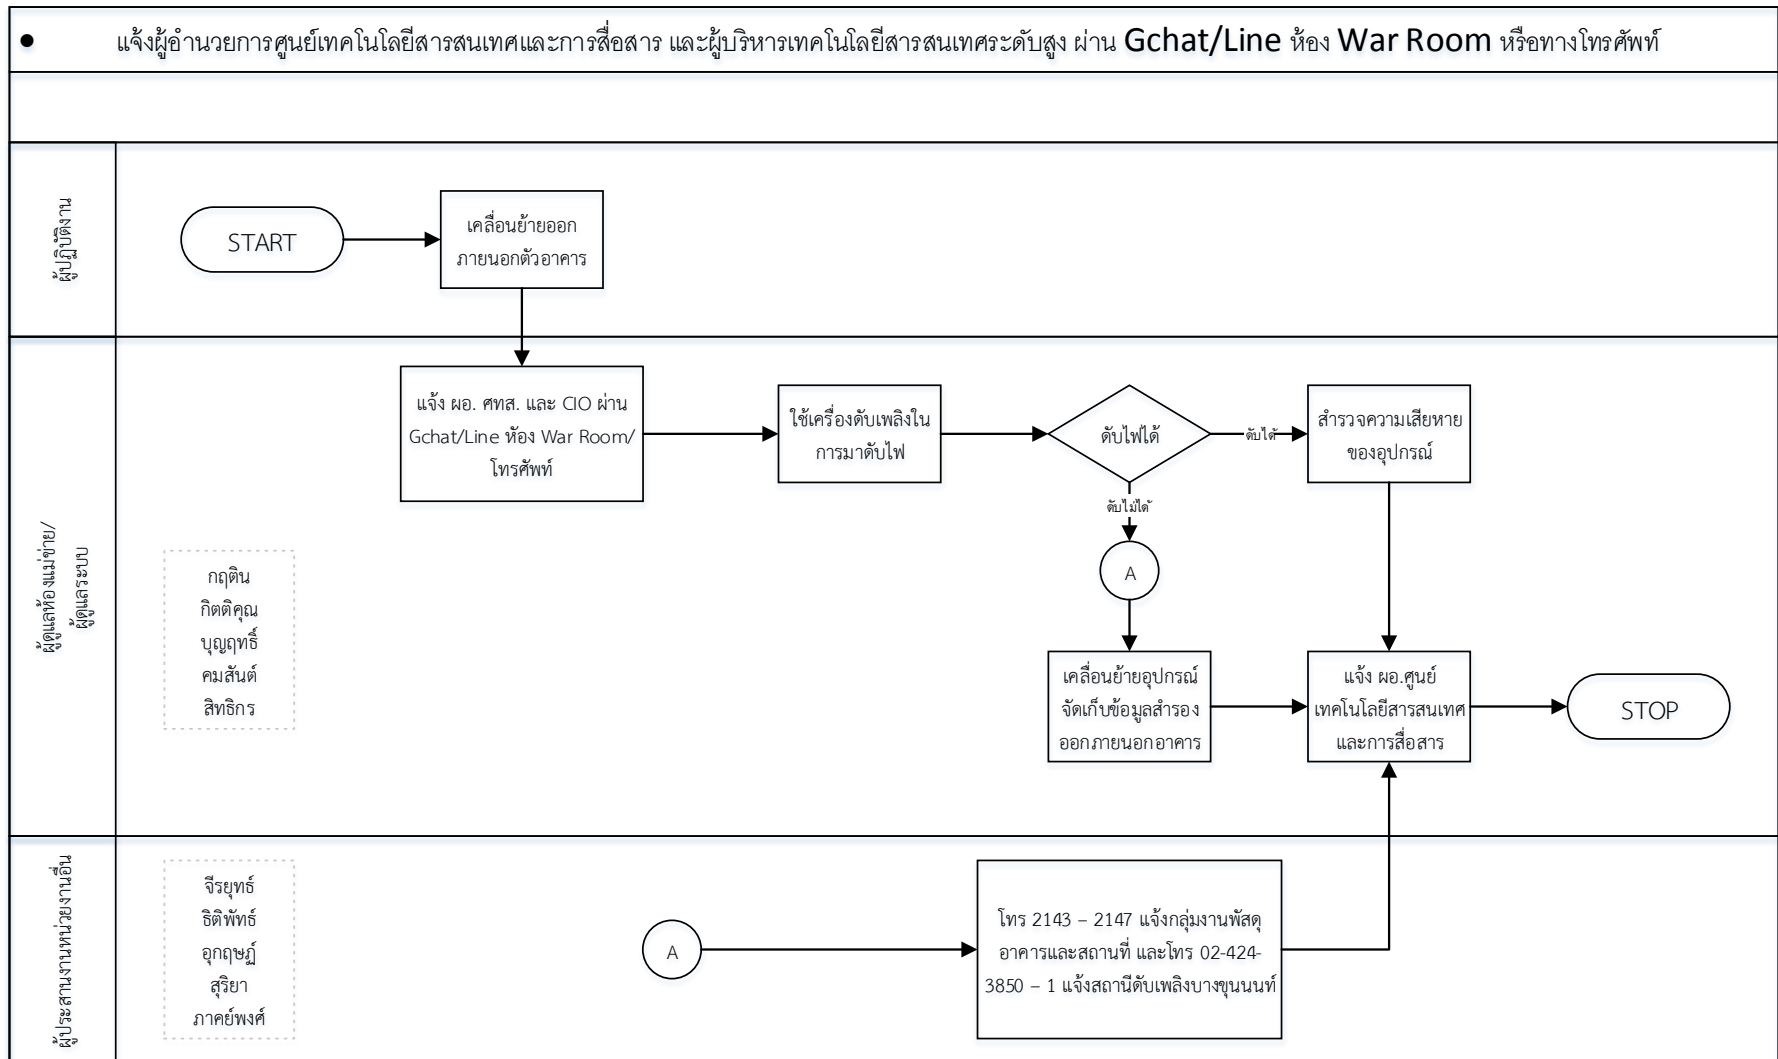 ● แจ้งผู้อำนวยการศูนย์เทคโนโลยีสารสนเทศและการสื่อสาร และผู้บริหารเทคโนโลยีสารสนเทศระดับสูง ผ่าน Gchat/Line ห้อง War Room หรือทางโทรศัพท์
ผู้ปฏิบัติงาน
START
เคลื่อนย้ายออก
ภายนอกตัวอาคาร
ผู้ดูแลห้องแม่ข่าย/
ผู้ดูแลระบบ
แจ้ง ผอ. ศทส. และ CIO ผ่าน
Gchat/Line ห้อง War Room/
โทรศัพท์
ใช้เครื่องดับเพลิงใน
การมาดับไฟ
ดับไฟได้
ดับได้
สำรวจความเสียหาย
ของอุปกรณ์
ดับไม่ได้
A
กฤติน
กิตติคุณ
บุญฤทธิ์
คมสันต์
สิทธิกร
เคลื่อนย้ายอุปกรณ์
จัดเก็บข้อมูลสำรอง
ออกภายนอกอาคาร
แจ้ง ผอ.ศูนย์
เทคโนโลยีสารสนเทศ
และการสื่อสาร
STOP
ผู้ประสานงานหน่วยงานอื่น
จีรยุทธ์
ธิติพัทธ์
อุกฤษฏ์
สุริยา
ภาคย์พงศ์
A
โทร 2143 – 2147 แจ้งกลุ่มงานพัสดุ
อาคารและสถานที่ และโทร 02-424-
3850 – 1 แจ้งสถานีดับเพลิงบางขุนนนท์